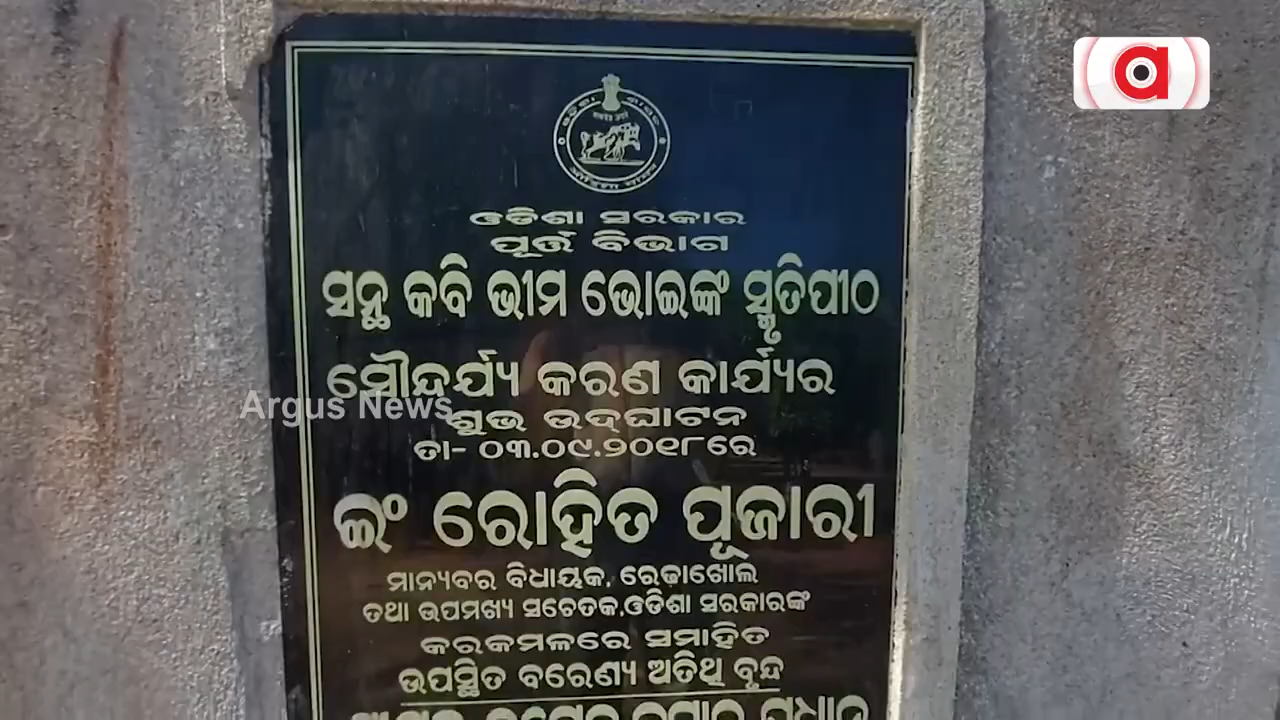 ଓଡିଶା ସରକାର
ପୂର୍ତ୍ତ ବିଭାଗ
ସନ୍ଥ କବି ଭୀମ ଭୋଇଙ୍କ ସ୍ମୃତିପୀଠ
ସୌନ୍ଦର୍ଯ୍ୟ କରଣ କାର୍ଯ୍ୟର
Argus News
ଶୁଭ ଉଦ୍‌ଘାଟନ
ତା- ୦୩.୦୯.୨୦୧୮ରେ
ଇଂ ରୋହିତ ପୂଜାରୀ
ମାନ୍ୟବର ବିଧାୟକ, ରେଢ଼ାଖୋଲ
ତଥା ଉପମଖ୍ୟ ସଚେତକ,ଓଡିଶା ସରକାରଙ୍କ
କରକମଳରେ ସମାହିତ
ଉପସ୍ଥିତ ବରେଣ୍ୟ ଅତିଥି ବୃନ୍ଦ